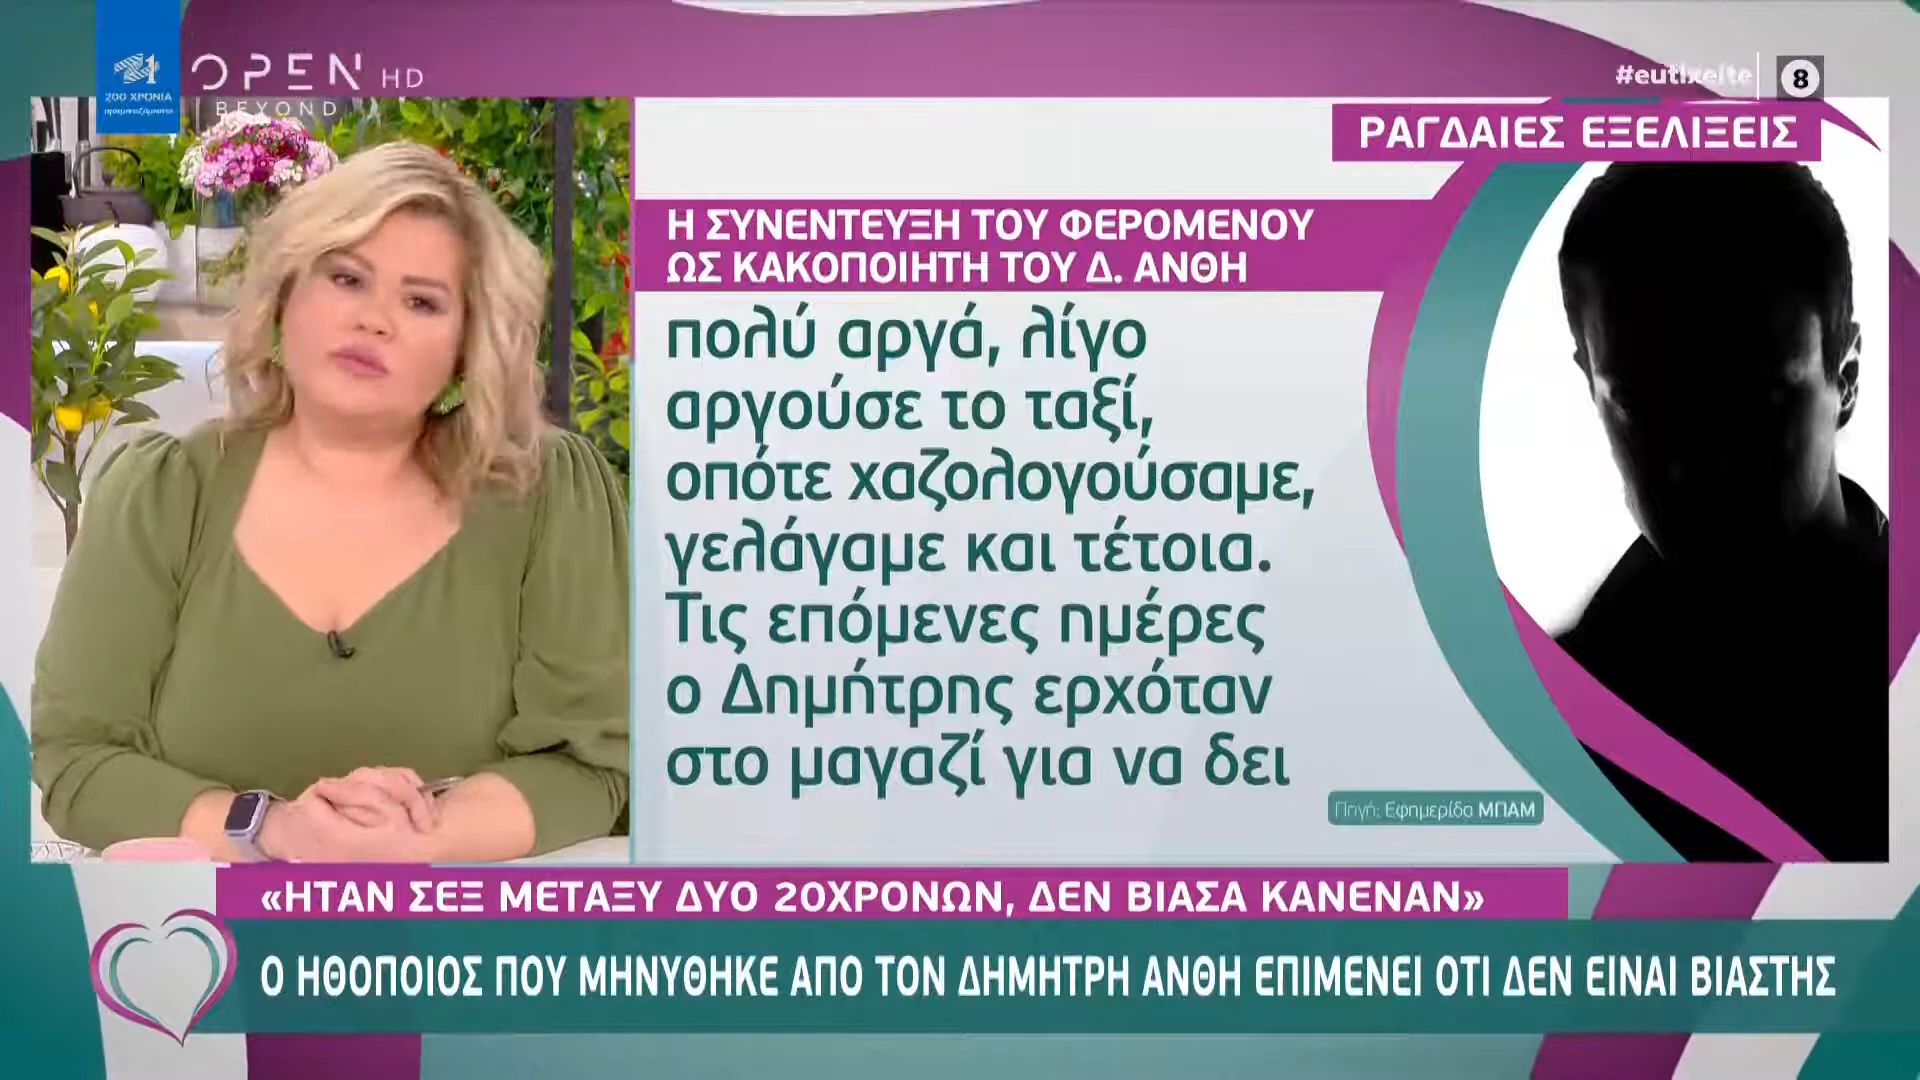 21
200 ΧΡΟΝΙΑ
OPEN HD
BEYOND
#eutixeite
8
ΡΑΓΔΑΙΕΣ ΕΞΕΛΙΞΕΙΣ
Η ΣΥΝΕΝΤΕΥΞΗ ΤΟΥ ΦΕΡΟΜΕΝΟΥ
ΩΣ ΚΑΚΟΠΟΙΗΤΗ ΤΟΥ Δ. ΑΝΘΗ
πολύ αργά, λίγο
αργούσε το ταξί,
οπότε χαζολογούσαμε,
γελάγαμε και τέτοια.
Τις επόμενες ημέρες
ο Δημήτρης ερχόταν
στο μαγαζί για να δει
Πηγή: Εφημερίδα ΜΠΑΜ
«ΗΤΑΝ ΣΕΞ ΜΕΤΑΞΥ ΔΥΟ 20ΧΡΟΝΩΝ, ΔΕΝ ΒΙΑΣΑ ΚΑΝΕΝΑΝ»
Ο ΗΘΟΠΟΙΟΣ ΠΟΥ ΜΗΝΥΘΗΚΕ ΑΠΟ ΤΟΝ ΔΗΜΗΤΡΗ ΑΝΘΗ ΕΠΙΜΕΝΕΙ ΟΤΙ ΔΕΝ ΕΙΝΑΙ ΒΙΑΣΤΗΣ